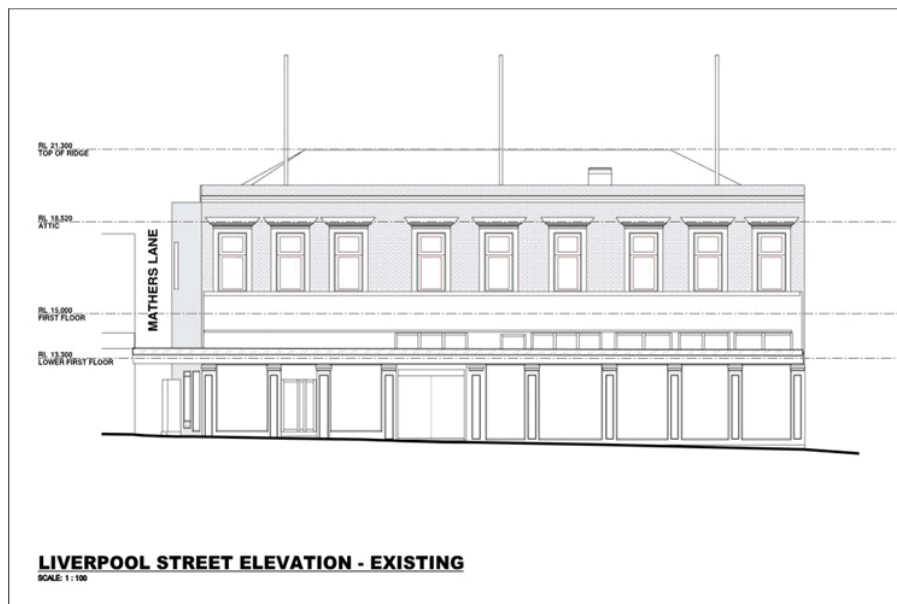 RL 21,300
TOP OF RIDGE
RL 18,520
ATTIC
MATHERS LANE
RL 15,000
FIRST FLOOR
RL 13,300
LOWER FIRST FLOOR
LIVERPOOL STREET ELEVATION - EXISTING
SCALE: 1 : 100